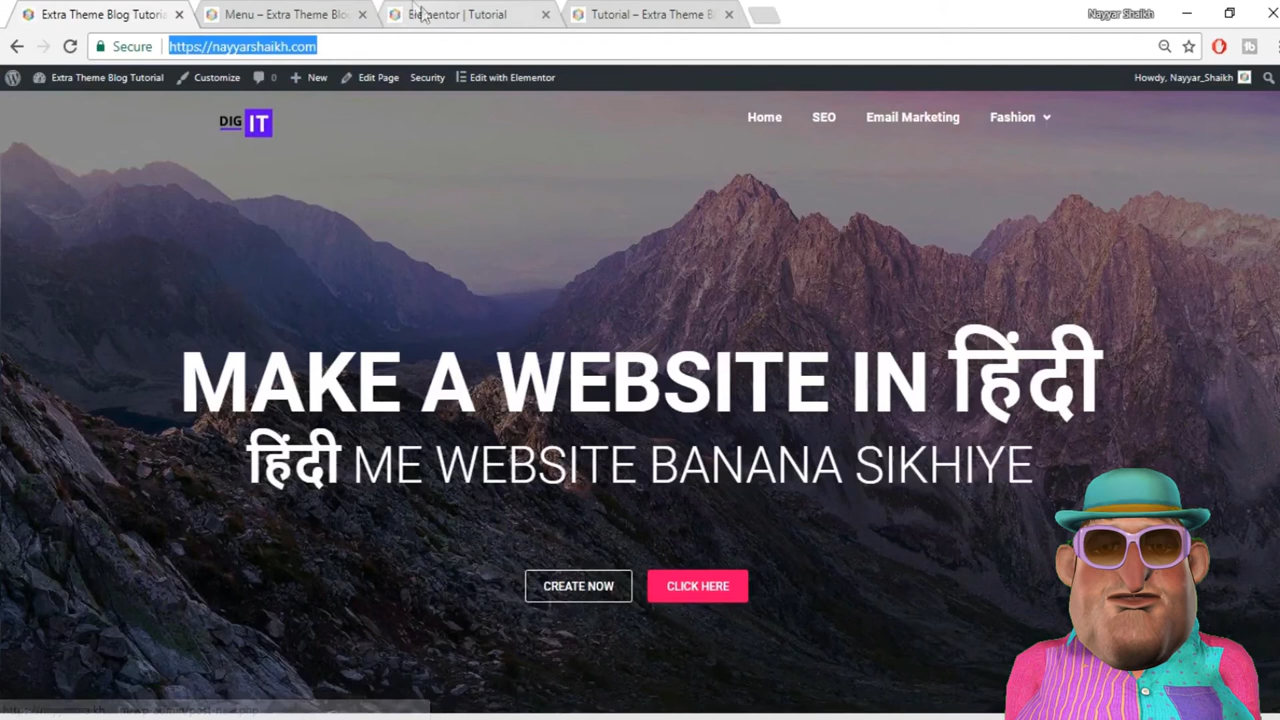 Extra Theme Blog Tutoria
Menu – Extra Theme Blo
Elementor | Tutorial
Tutorial – Extra Theme B
Nayyar Shaikh
Secure
https://nayyarshaikh.com
Extra Theme Blog Tutorial
Customize
0
New
Edit Page
Security
Edit with Elementor
Howdy, Nayyar_Shaikh
DIG IT
Home
SEO
Email Marketing
Fashion
MAKE A WEBSITE IN हिंदी
हिंदी ME WEBSITE BANANA SIKHIYE
CREATE NOW
CLICK HERE